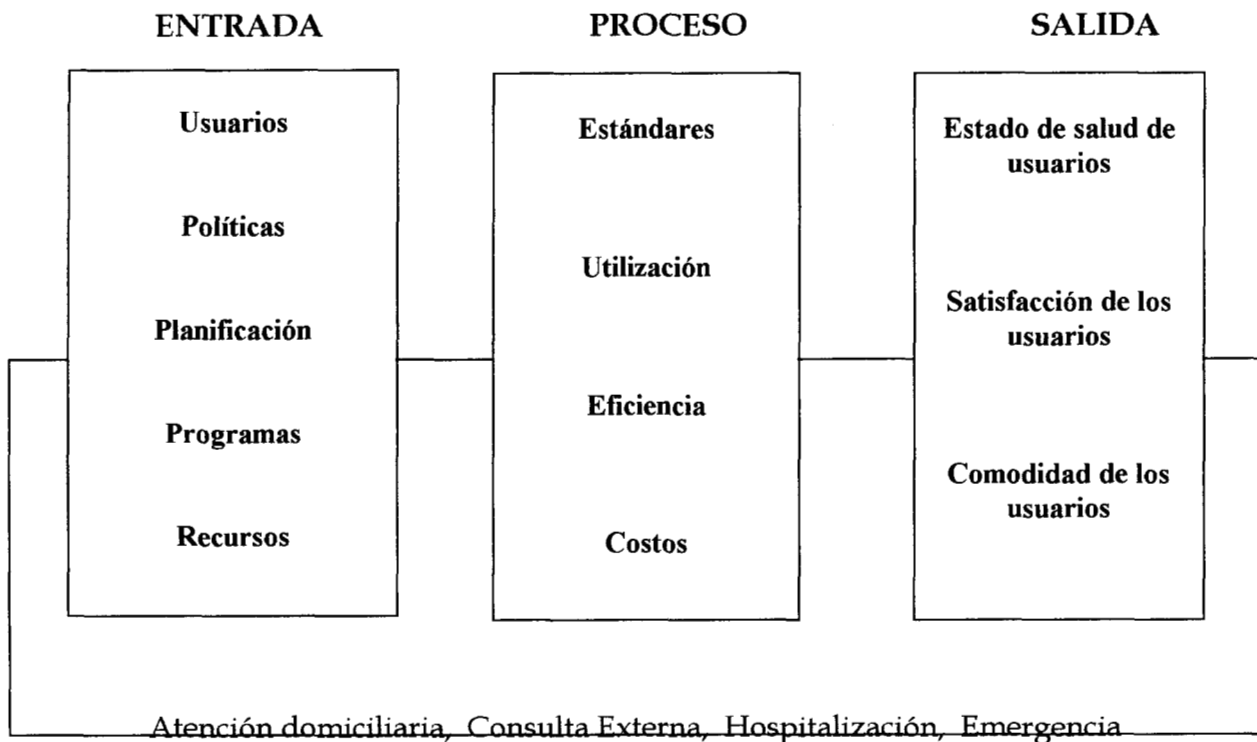 ENTRADA
Usuarios
Políticas
Planificación
Programas
Recursos
PROCESO
Estándares
Utilización
Eficiencia
Costos
SALIDA
Estado de salud de
usuarios
Satisfacción de los
usuarios
Comodidad de los
usuarios
Atención domiciliaria, Consulta Externa, Hospitalización, Emergencia